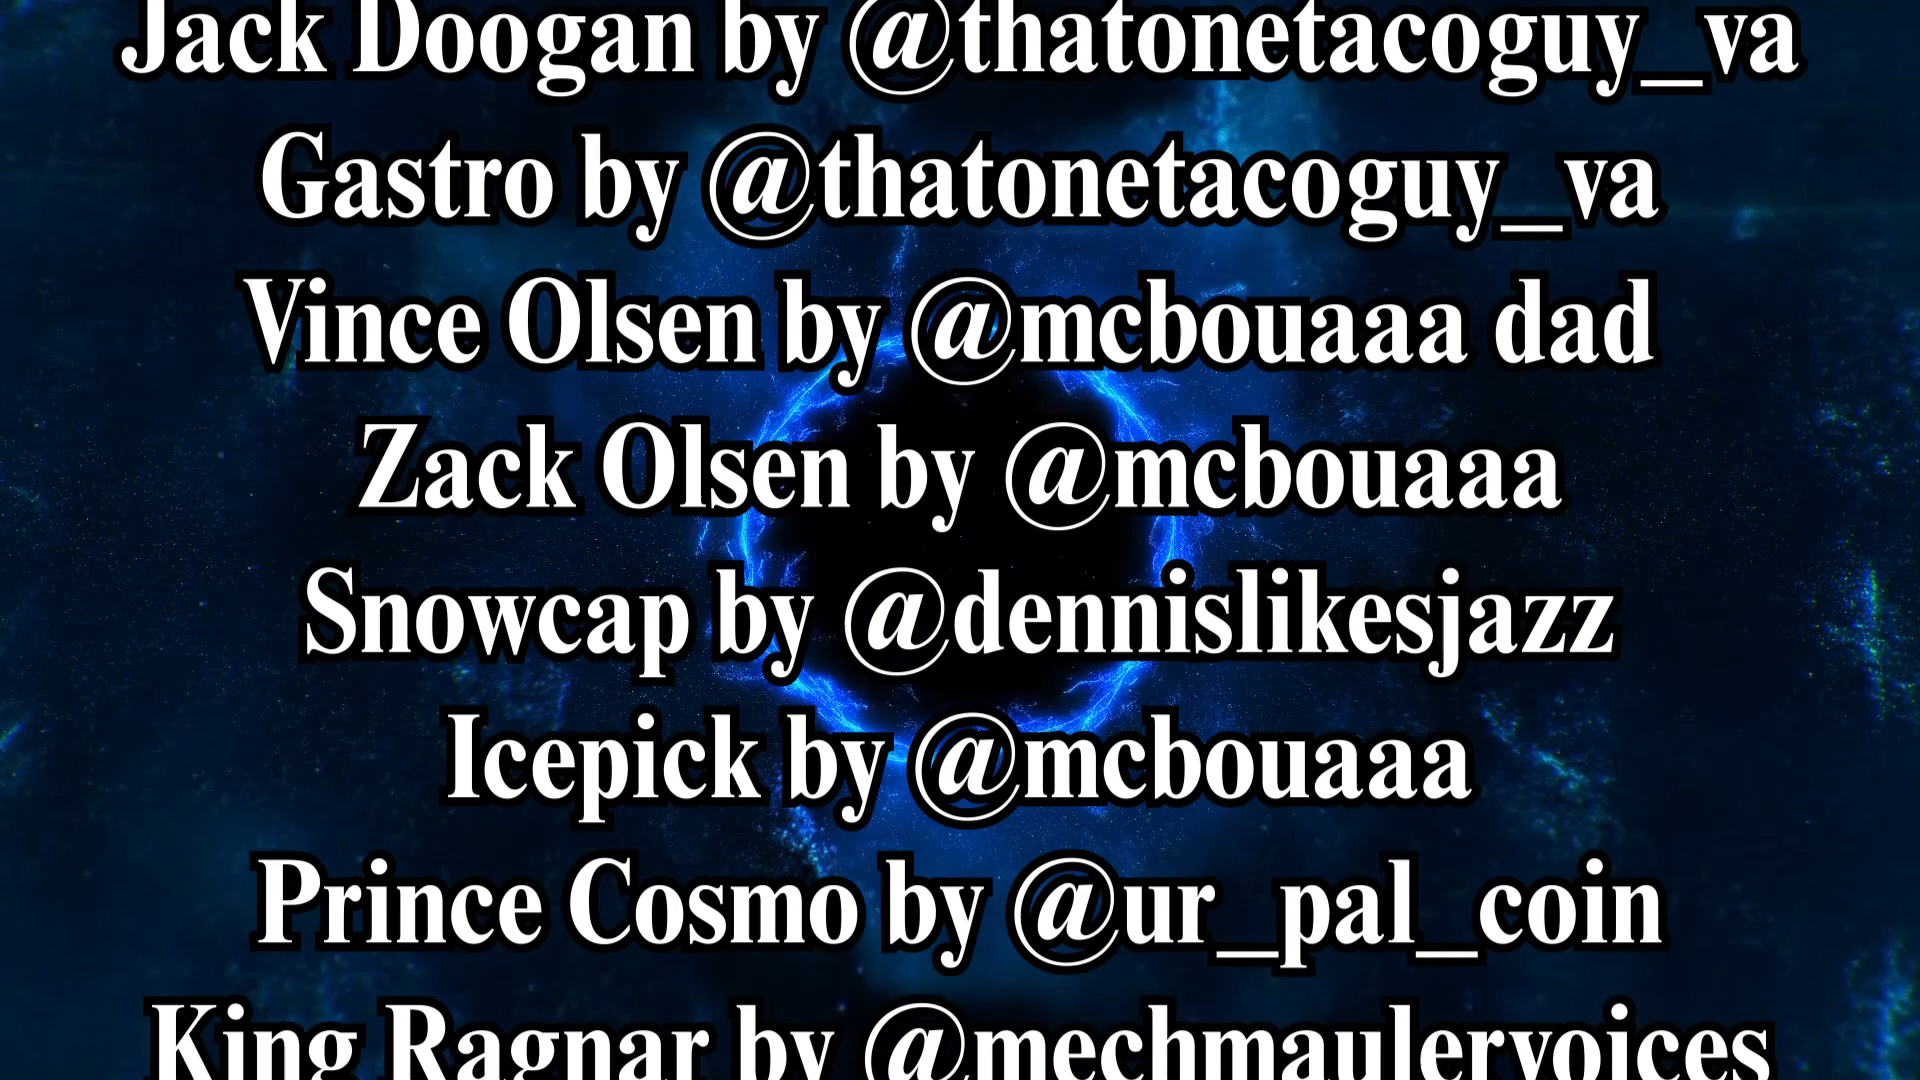 Jack Doogan by @thatonetacoguy_va
Gastro by @thatonetacoguy_va
Vince Olsen by @mcbouaaa dad
Zack Olsen by @mcbouaaa
Snowcap by @dennislikesjazz
Icepick by @mcbouaaa
Prince Cosmo by @ur_pal_coin
King Ragnar by @mechmaulervoices